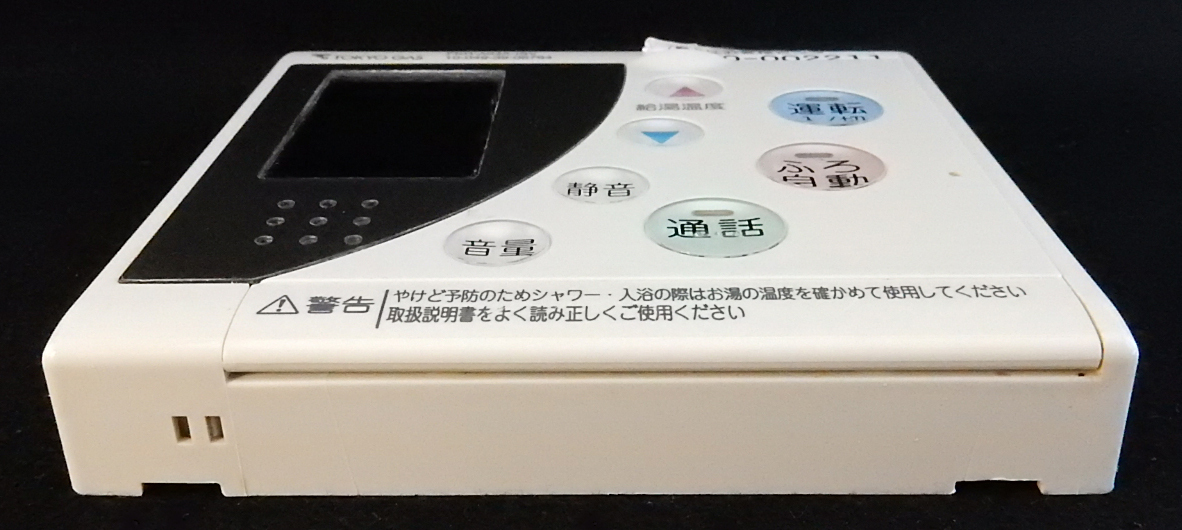 TOKYO GAS
給湯温度
運転
入/切
ふろ
自動
静音
通話
音量
警告
やけど予防のためシャワー・入浴の際はお湯の温度を確かめて使用してください
取扱説明書をよく読み正しくご使用ください